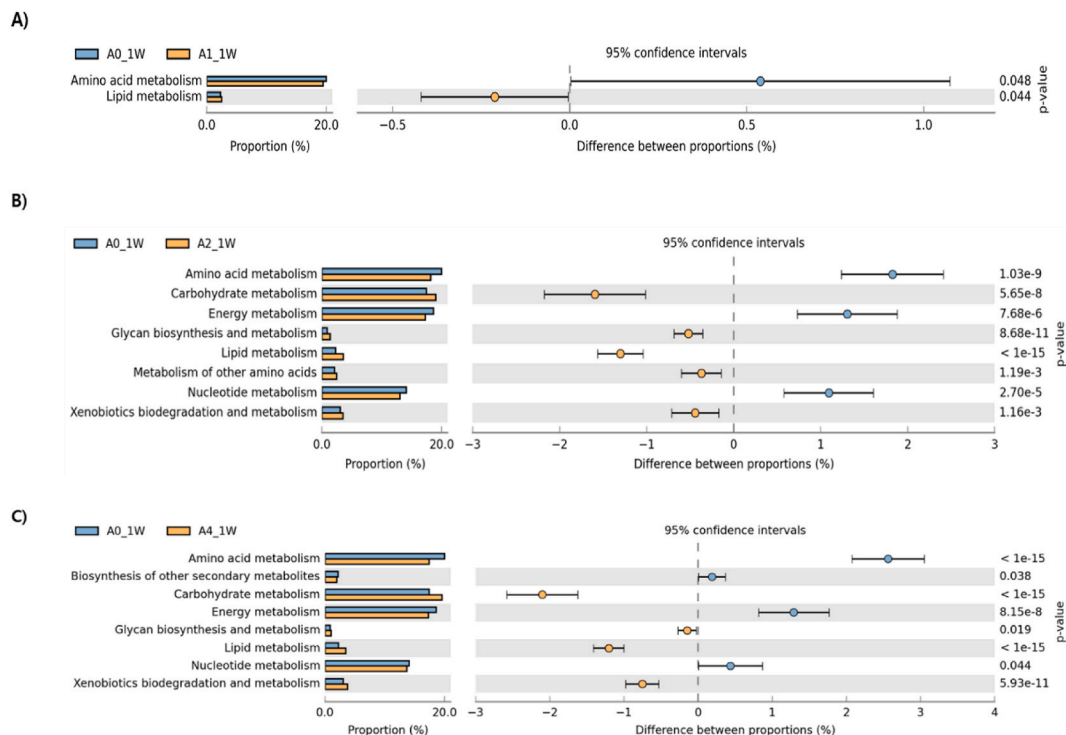 A)
A0_1W A1_1W
95% confidence intervals
Amino acid metabolism 0.048
Lipid metabolism 0.044
p-value
0.0 20.0 −0.5 0.0 0.5 1.0
Proportion (%) Difference between proportions (%)
B)
A0_1W A2_1W
95% confidence intervals
Amino acid metabolism 1.03e-9
Carbohydrate metabolism 5.65e-8
Energy metabolism 7.68e-6
Glycan biosynthesis and metabolism 8.68e-11
Lipid metabolism < 1e-15
Metabolism of other amino acids 1.19e-3
Nucleotide metabolism 2.70e-5
Xenobiotics biodegradation and metabolism 1.16e-3
p-value
0.0 20.0 −3 −2 −1 0 1 2 3
Proportion (%) Difference between proportions (%)
C)
A0_1W A4_1W
95% confidence intervals
Amino acid metabolism < 1e-15
Biosynthesis of other secondary metabolites 0.038
Carbohydrate metabolism < 1e-15
Energy metabolism 8.15e-8
Glycan biosynthesis and metabolism 0.019
Lipid metabolism < 1e-15
Nucleotide metabolism 0.044
Xenobiotics biodegradation and metabolism 5.93e-11
p-value
0.0 20.0 −3 −2 −1 0 1 2 3 4
Proportion (%) Difference between proportions (%)